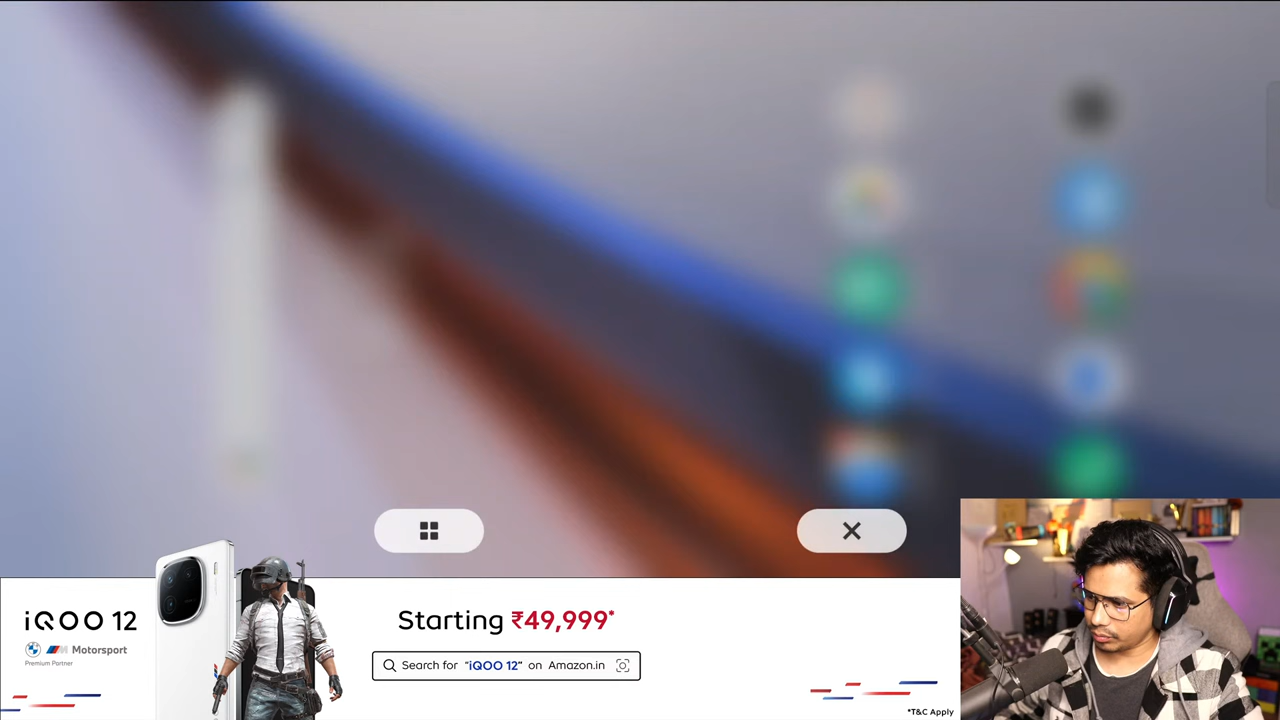 iQOO 12
Motorsport
Premium Partner
Starting ₹49,999*
Search for "iQOO 12" on Amazon.in
*T&C Apply